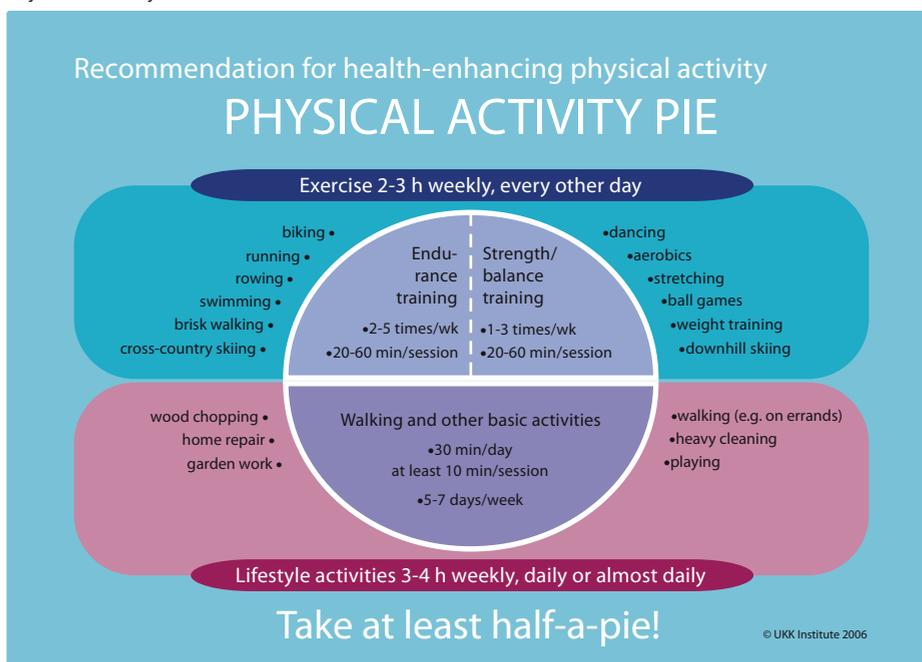 Recommendation for health-enhancing physical activity
PHYSICAL ACTIVITY PIE
Exercise 2-3 h weekly, every other day
biking •
running •
rowing •
swimming •
brisk walking •
cross-country skiing •
Endu-
rance
training
•2-5 times/wk
•20-60 min/session
Strength/
balance
training
•1-3 times/wk
•20-60 min/session
•dancing
•aerobics
•stretching
•ball games
•weight training
•downhill skiing
wood chopping •
home repair •
garden work •
Walking and other basic activities
•30 min/day
at least 10 min/session
•5-7 days/week
•walking (e.g. on errands)
•heavy cleaning
•playing
Lifestyle activities 3-4 h weekly, daily or almost daily
Take at least half-a-pie!
© UKK Institute 2006